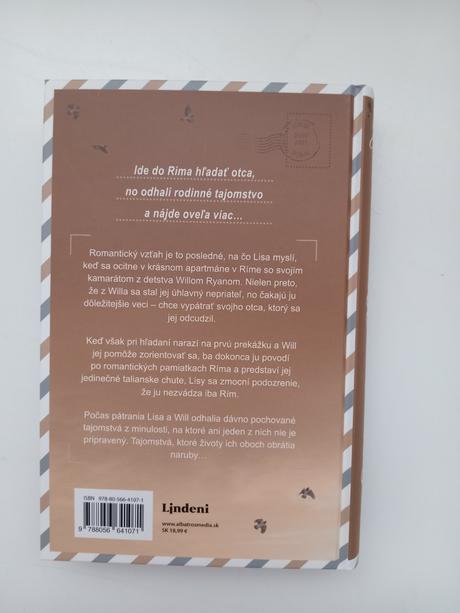 Ide do Ríma hľadať otca,
no odhalí rodinné tajomstvo
a nájde oveľa viac…
Romantický vzťah je to posledné, na čo Lisa myslí,
keď sa ocitne v krásnom apartmáne v Ríme so svojím
kamarátom z detstva Willom Ryanom. Nielen preto,
že z Willa sa stal jej úhlavný nepriateľ, no čakajú ju
dôležitejšie veci – chce vypátrať svojho otca, ktorý sa
jej odcudzil.
Keď však pri hľadaní narazí na prvú prekážku a Will
jej pomôže zorientovať sa, ba dokonca ju povodí
po romantických pamiatkach Ríma a predstaví jej
jedinečné talianske chute, Lisy sa zmocní podozrenie,
že ju nezvádza iba Rím.
Počas pátrania Lisa a Will odhalia dávno pochované
tajomstvá z minulosti, na ktoré ani jeden z nich nie je
pripravený. Tajomstvá, ktoré životy ich oboch obrátia
naruby…
ISBN 978-80-566-4107-1
9 788056 641071
Lindeni
www.albatrosmedia.sk
SK 18,99 €